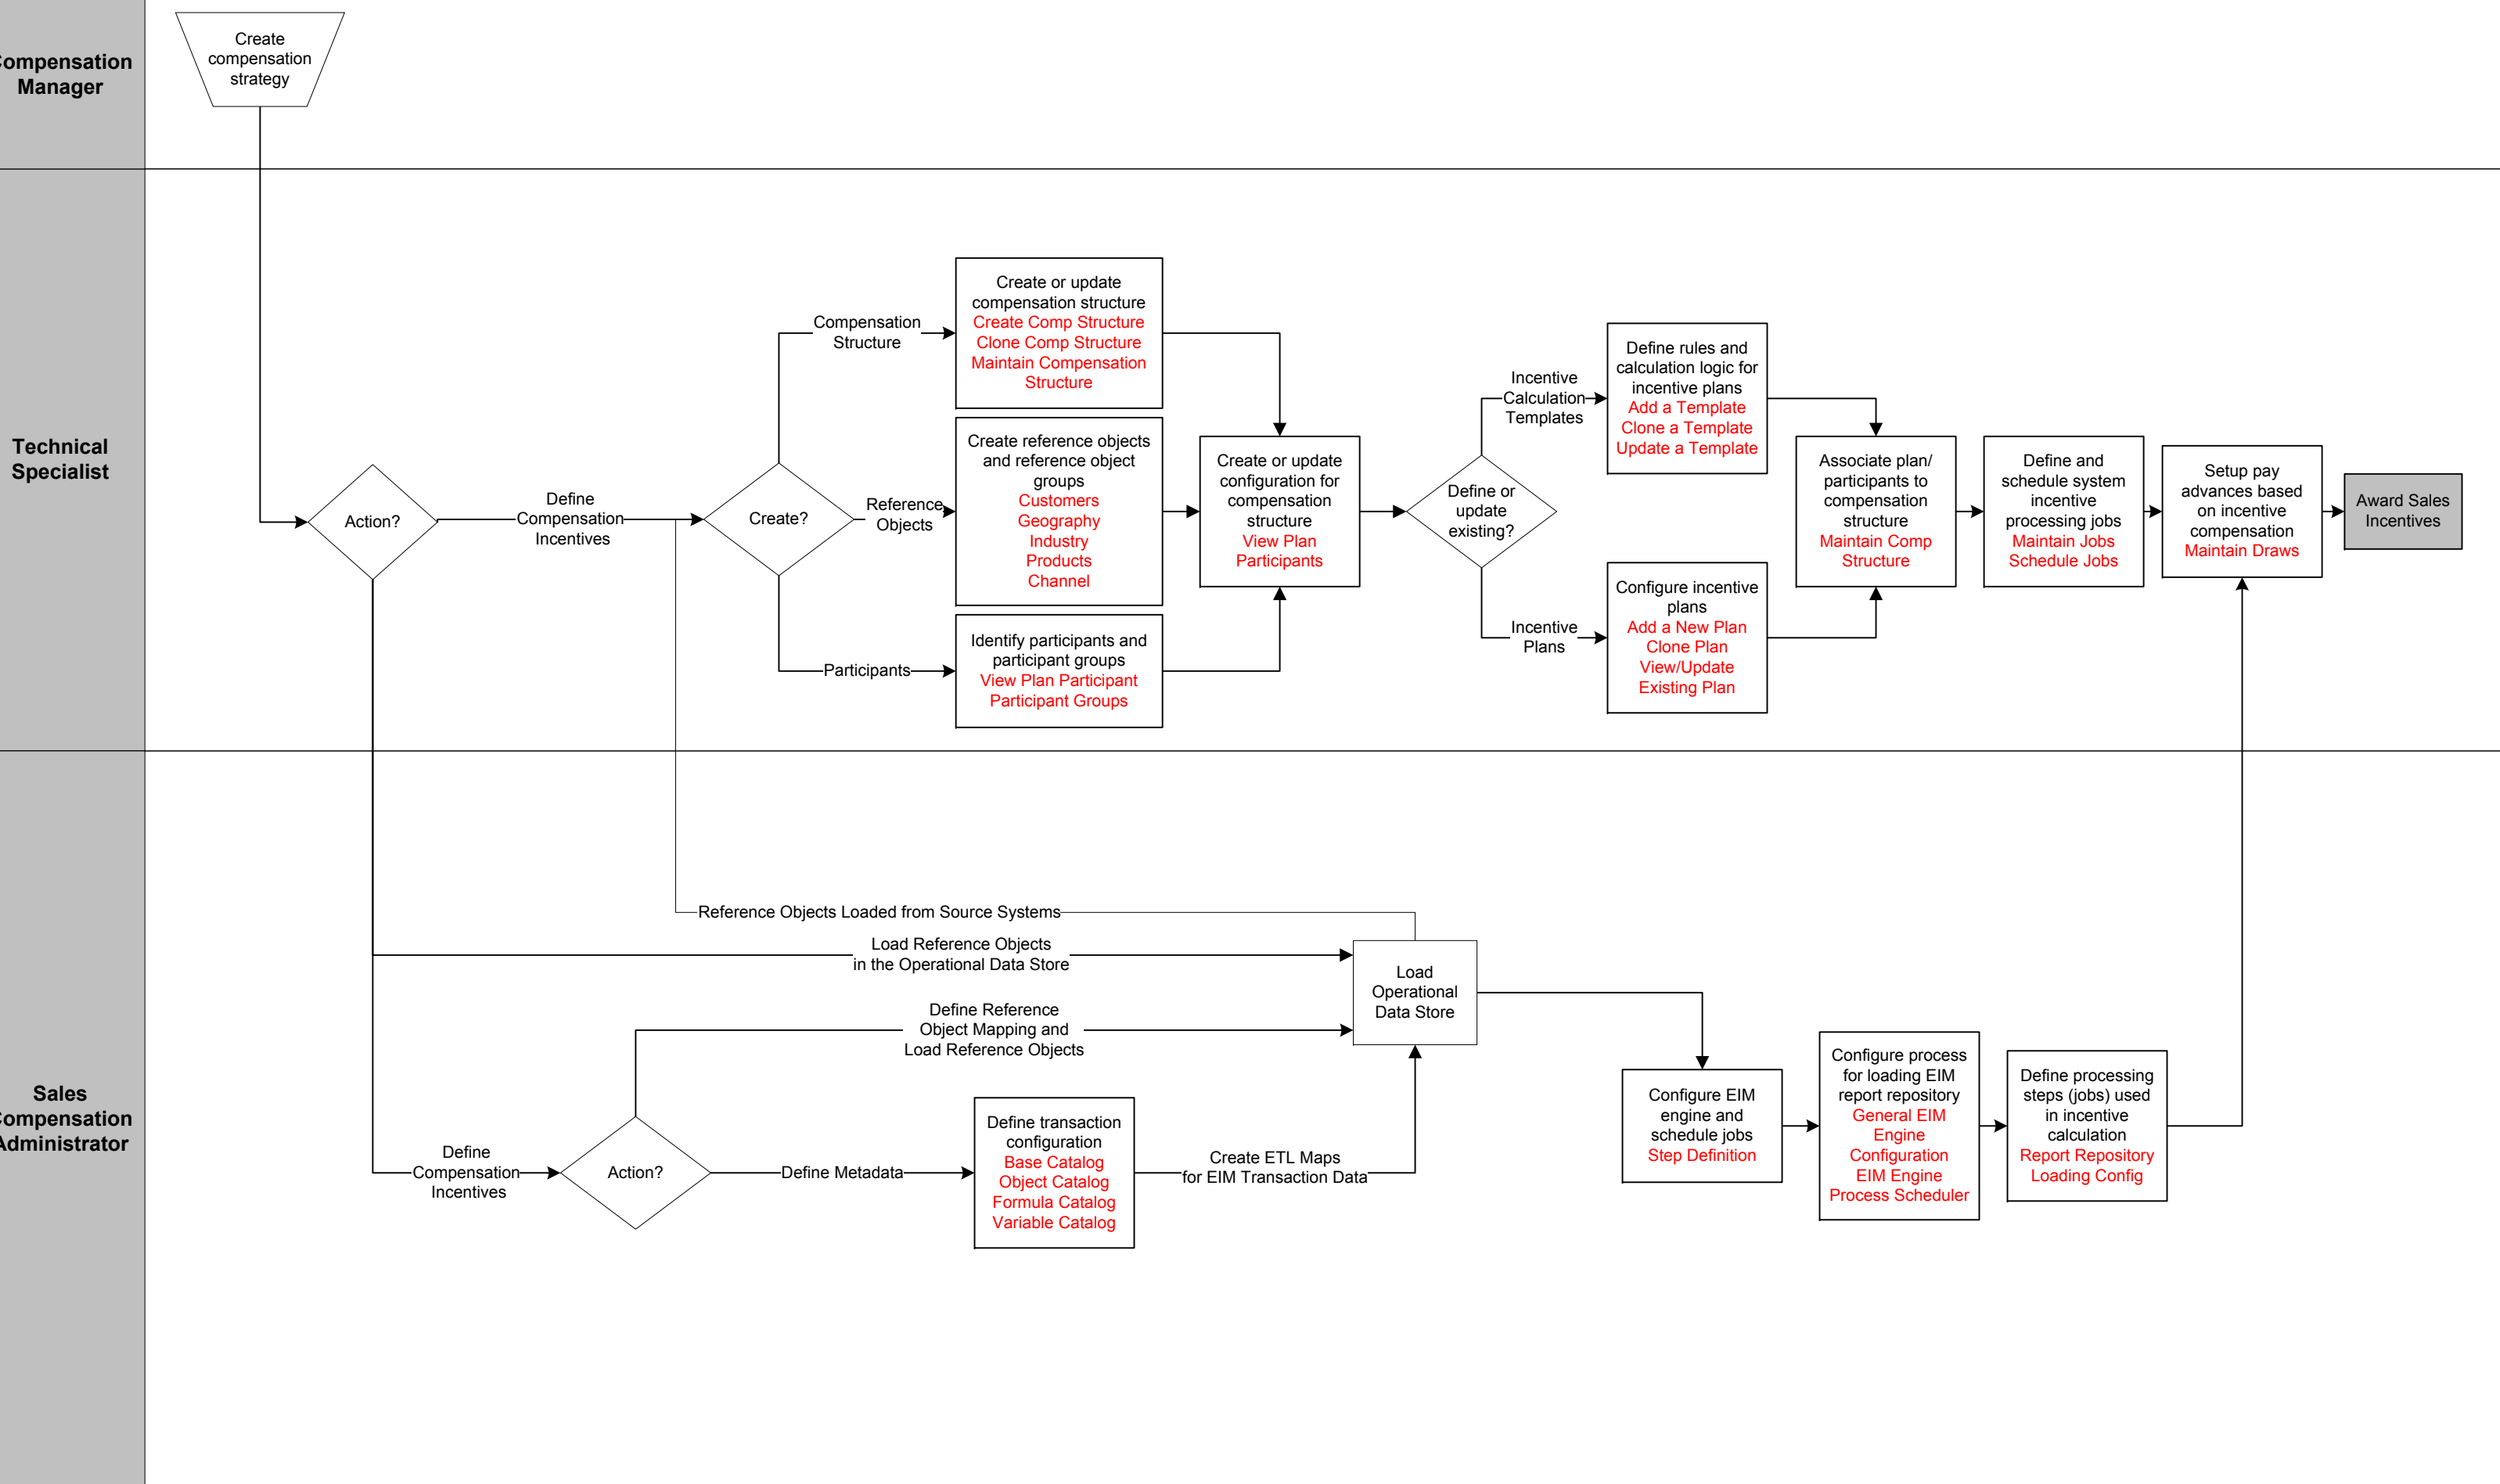 Compensation
Manager
Create
compensation
strategy
Technical
Specialist
Action?
Define
Compensation
Incentives
Create?
Compensation
Structure
Reference
Objects
Participants
Create or update
compensation structure
Create Comp Structure
Clone Comp Structure
Maintain Compensation
Structure
Create reference objects
and reference object
groups
Customers
Geography
Industry
Products
Channel
Identify participants and
participant groups
View Plan Participant
Participant Groups
Create or update
configuration for
compensation
structure
View Plan
Participants
Define or
update
existing?
Incentive
Calculation
Templates
Incentive
Plans
Define rules and
calculation logic for
incentive plans
Add a Template
Clone a Template
Update a Template
Configure incentive
plans
Add a New Plan
Clone Plan
View/Update
Existing Plan
Associate plan/
participants to
compensation
structure
Maintain Comp
Structure
Define and
schedule system
incentive
processing jobs
Maintain Jobs
Schedule Jobs
Setup pay
advances based
on incentive
compensation
Maintain Draws
Award Sales
Incentives
Sales
Compensation
Administrator
Reference Objects Loaded from Source Systems
Load Reference Objects
in the Operational Data Store
Define Reference
Object Mapping and
Load Reference Objects
Load
Operational
Data Store
Define
Compensation
Incentives
Action?
Define Metadata
Define transaction
configuration
Base Catalog
Object Catalog
Formula Catalog
Variable Catalog
Create ETL Maps
for EIM Transaction Data
Configure EIM
engine and
schedule jobs
Step Definition
Configure process
for loading EIM
report repository
General EIM
Engine
Configuration
EIM Engine
Process Scheduler
Define processing
steps (jobs) used
in incentive
calculation
Report Repository
Loading Config